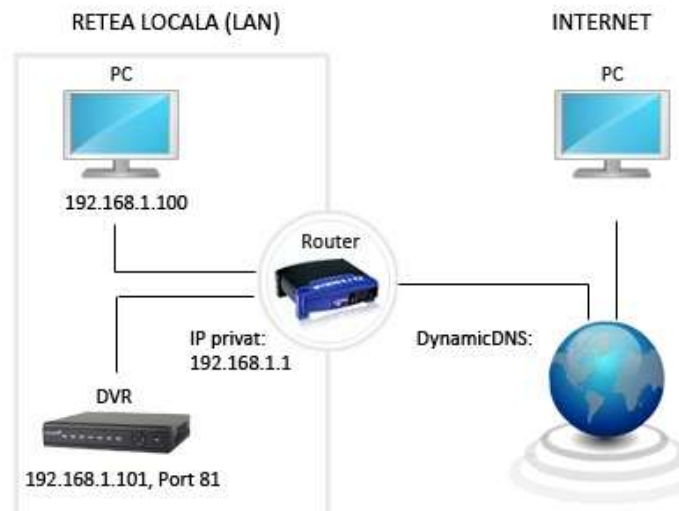 RETEA LOCALA (LAN)
INTERNET
PC
PC
192.168.1.100
Router
IP privat:
192.168.1.1
DynamicDNS:
DVR
192.168.1.101, Port 81